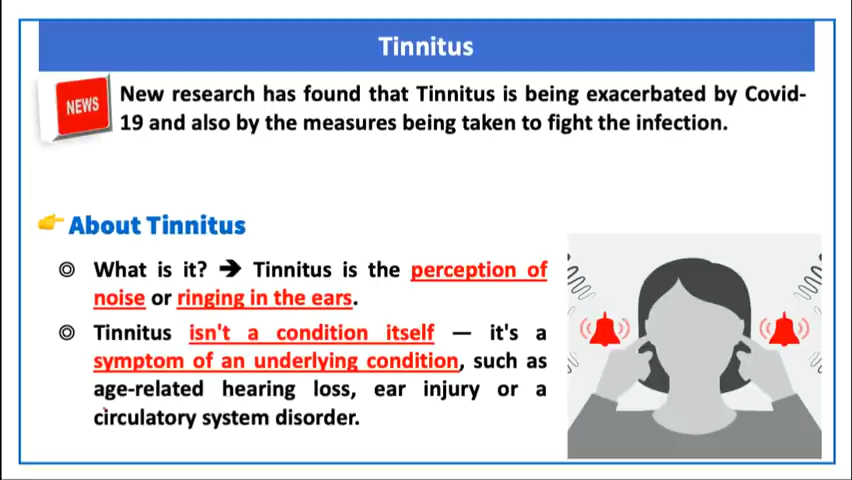 Tinnitus
NEWS
New research has found that Tinnitus is being exacerbated by Covid-
19 and also by the measures being taken to fight the infection.
About Tinnitus
What is it? ➔ Tinnitus is the perception of
noise or ringing in the ears.
Tinnitus isn't a condition itself — it's a
symptom of an underlying condition, such as
age-related hearing loss, ear injury or a
circulatory system disorder.